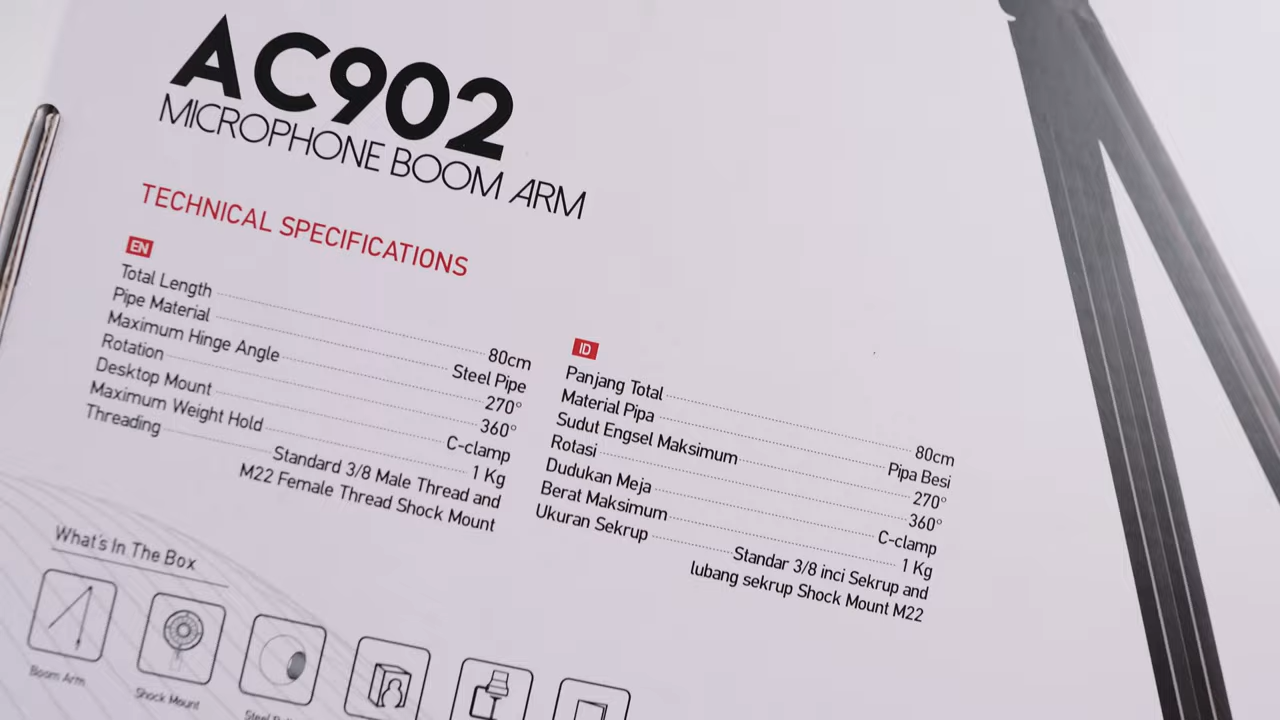 AC902
MICROPHONE BOOM ARM
TECHNICAL SPECIFICATIONS
EN
Total Length 80cm
Pipe Material Steel Pipe
Maximum Hinge Angle 270°
Rotation 360°
Desktop Mount C-clamp
Maximum Weight Hold 1 Kg
Threading Standard 3/8 Male Thread and
M22 Female Thread Shock Mount
ID
Panjang Total 80cm
Material Pipa Pipa Besi
Sudut Engsel Maksimum 270°
Rotasi 360°
Dudukan Meja C-clamp
Berat Maksimum 1 Kg
Ukuran Sekrup Standar 3/8 inci Sekrup and
lubang sekrup Shock Mount M22
What's In The Box
Boom Arm
Shock Mount